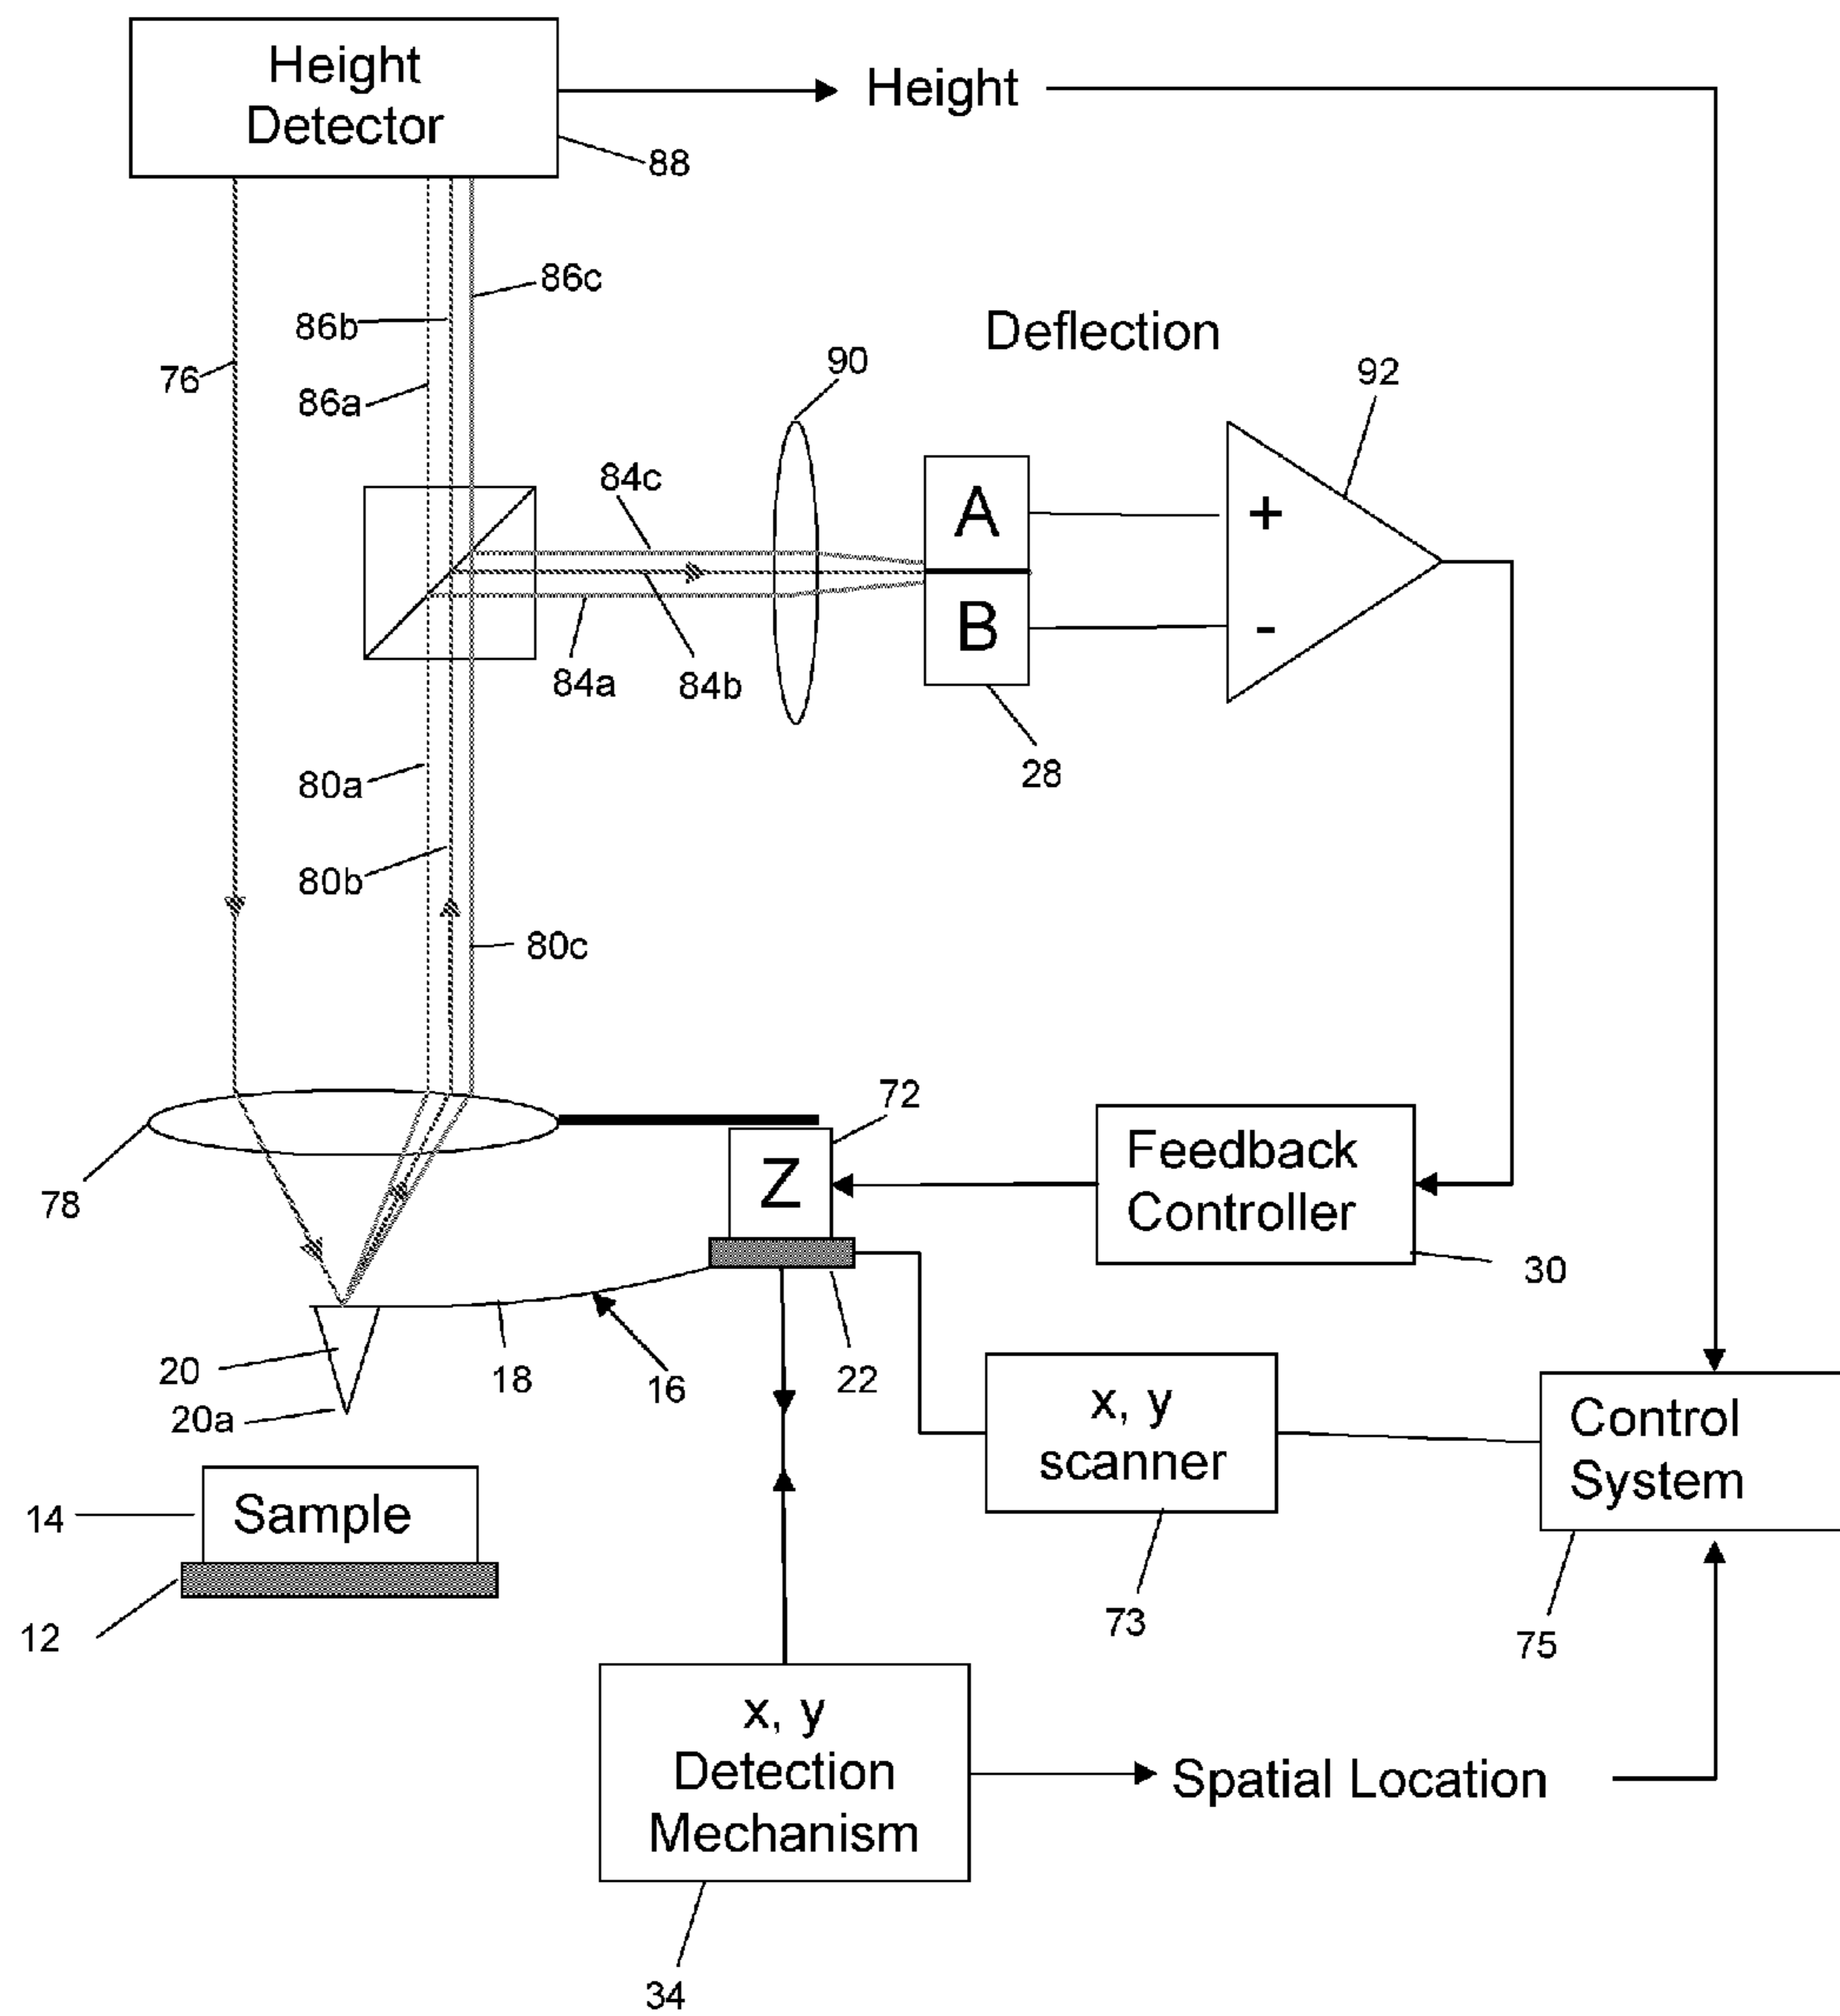 Height
Detector
Height
88
86c
86b
76
86a
Deflection
90
92
84c
A
+
B
-
84a
84b
28
80a
80b
80c
72
78
Z
Feedback
Controller
30
20
18
16
22
20a
x, y
scanner
Control
System
14
Sample
12
73
75
x, y
Detection
Mechanism
Spatial Location
34